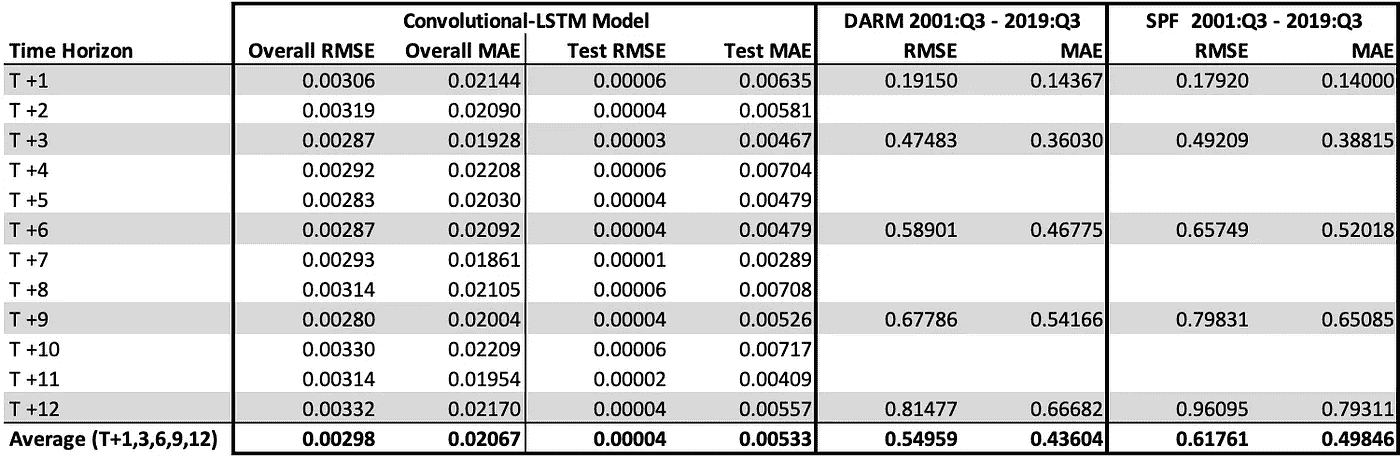 Convolutional-LSTM Model DARM 2001:Q3 - 2019:Q3 SPF 2001:Q3 - 2019:Q3
Time Horizon Overall RMSE Overall MAE Test RMSE Test MAE RMSE MAE RMSE MAE
T +1 0.00306 0.02144 0.00006 0.00635 0.19150 0.14367 0.17920 0.14000
T +2 0.00319 0.02090 0.00004 0.00581
T +3 0.00287 0.01928 0.00003 0.00467 0.47483 0.36030 0.49209 0.38815
T +4 0.00292 0.02208 0.00006 0.00704
T +5 0.00283 0.02030 0.00004 0.00479
T +6 0.00287 0.02092 0.00004 0.00479 0.58901 0.46775 0.65749 0.52018
T +7 0.00293 0.01861 0.00001 0.00289
T +8 0.00314 0.02105 0.00006 0.00708
T +9 0.00280 0.02004 0.00004 0.00526 0.67786 0.54166 0.79831 0.65085
T +10 0.00330 0.02209 0.00006 0.00717
T +11 0.00314 0.01954 0.00002 0.00409
T +12 0.00332 0.02170 0.00004 0.00557 0.81477 0.66682 0.96095 0.79311
Average (T+1,3,6,9,12) 0.00298 0.02067 0.00004 0.00533 0.54959 0.43604 0.61761 0.49846